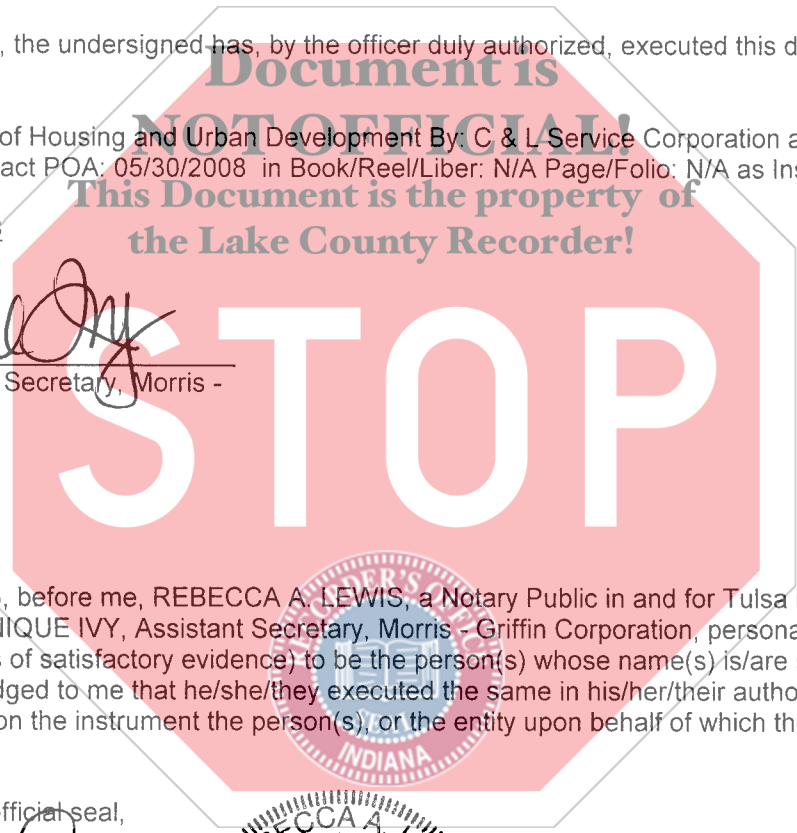 , the undersigned has, by the officer duly authorized, executed this d
Document is
NOT OFFICIAL!
of Housing and Urban Development By: C & L Service Corporation a
act POA: 05/30/2008 in Book/Reel/Liber: N/A Page/Folio: N/A as Ins
This Document is the property of
the Lake County Recorder!
Secretary, Morris -
STOP
, before me, REBECCA A. LEWIS, a Notary Public in and for Tulsa
NIQUE IVY, Assistant Secretary, Morris - Griffin Corporation, persona
s of satisfactory evidence) to be the person(s) whose name(s) is/are
dged to me that he/she/they executed the same in his/her/their autho
on the instrument the person(s), or the entity upon behalf of which th
RECORDER'S OFFICE
SEAL
INDIANA
fficial seal,
ECCA A